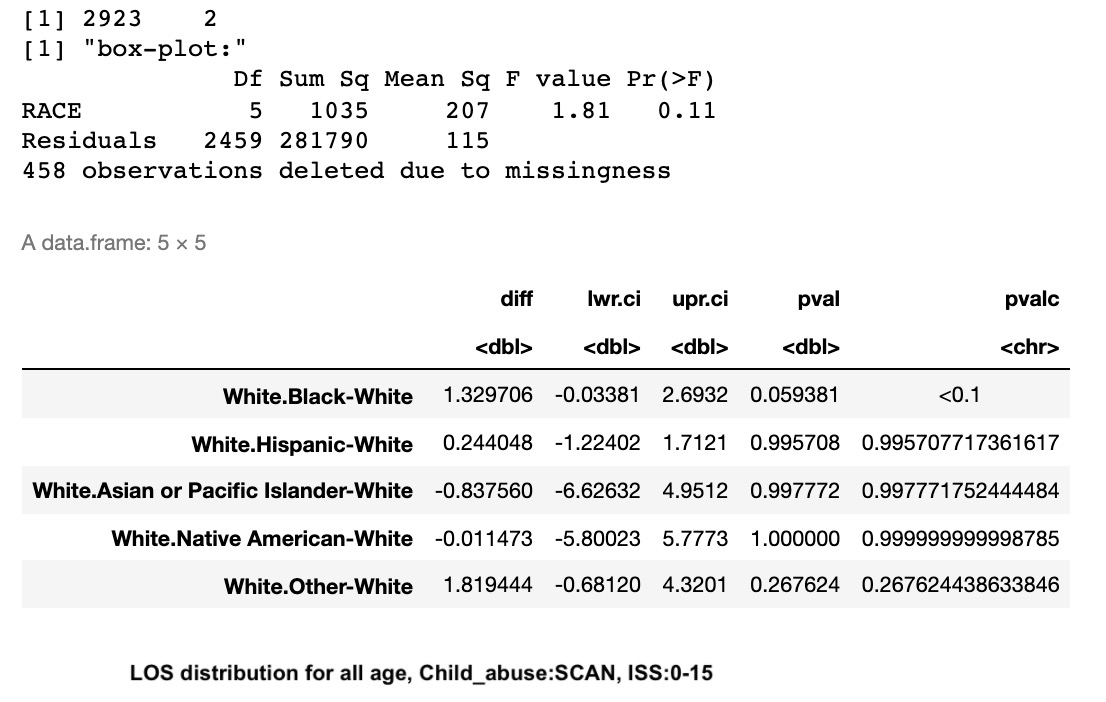 [1] 2923 2
[1] "box-plot:"
Df Sum Sq Mean Sq F value Pr(>F)
RACE 5 1035 207 1.81 0.11
Residuals 2459 281790 115
458 observations deleted due to missingness
A data.frame: 5 × 5
diff lwr.ci upr.ci pval pvalc
<dbl> <dbl> <dbl> <dbl> <chr>
White.Black-White 1.329706 -0.03381 2.6932 0.059381 <0.1
White.Hispanic-White 0.244048 -1.22402 1.7121 0.995708 0.995707717361617
White.Asian or Pacific Islander-White -0.837560 -6.62632 4.9512 0.997772 0.997771752444484
White.Native American-White -0.011473 -5.80023 5.7773 1.000000 0.999999999998785
White.Other-White 1.819444 -0.68120 4.3201 0.267624 0.267624438633846
LOS distribution for all age, Child_abuse:SCAN, ISS:0-15